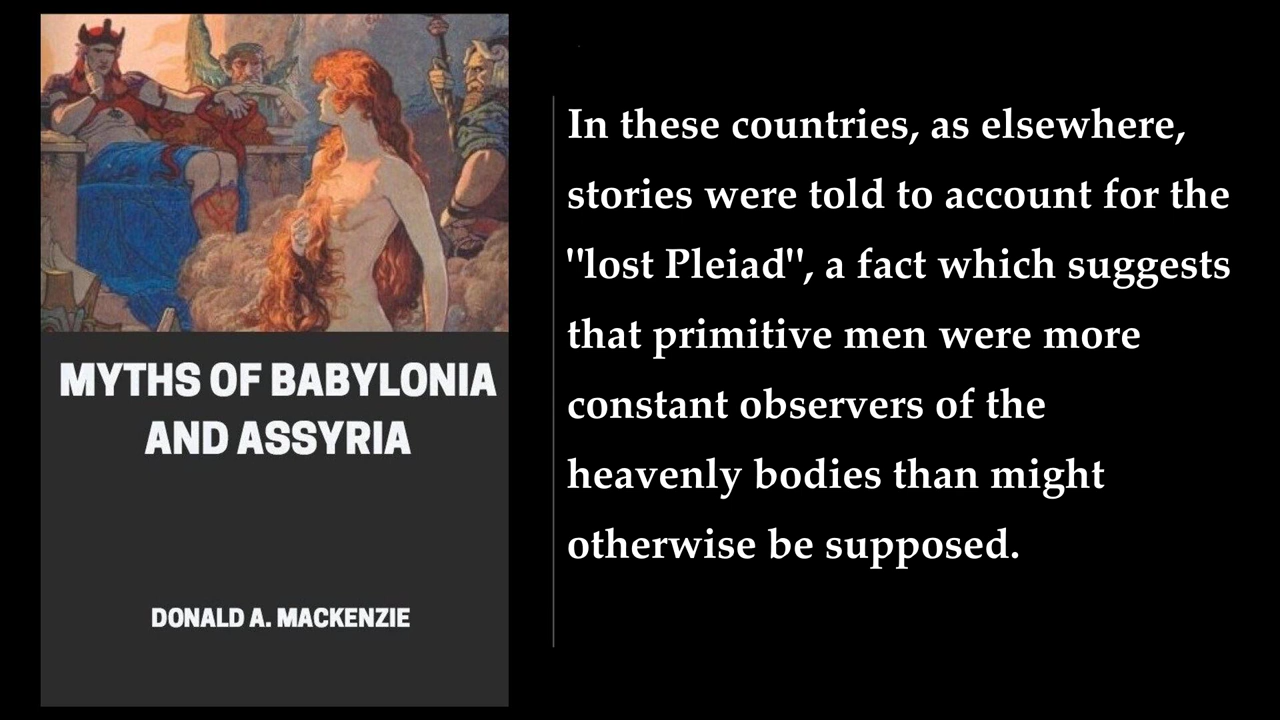 MYTHS OF BABYLONIA
AND ASSYRIA
DONALD A. MACKENZIE
In these countries, as elsewhere,
stories were told to account for the
"lost Pleiad", a fact which suggests
that primitive men were more
constant observers of the
heavenly bodies than might
otherwise be supposed.